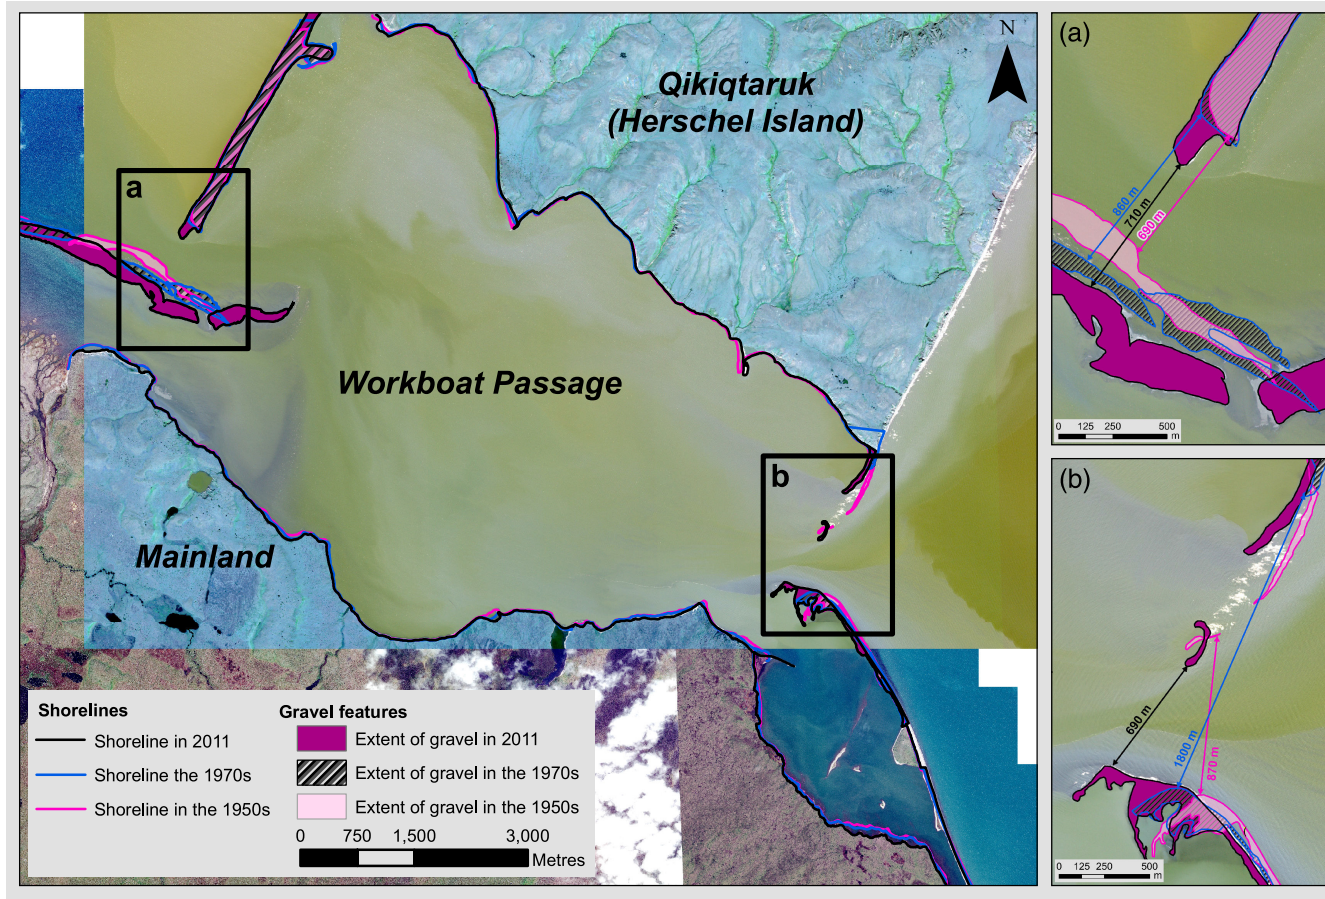 Qikiqtaruk
(Herschel Island)
N
a
Workboat Passage
b
Mainland
Shorelines
Shoreline in 2011
Shoreline the 1970s
Shoreline in the 1950s
Gravel features
Extent of gravel in 2011
Extent of gravel in the 1970s
Extent of gravel in the 1950s
0 750 1,500 3,000
Metres
(a)
860 m
710 m
690 m
0 125 250 500
m
(b)
690 m
1800 m
870 m
0 125 250 500
m